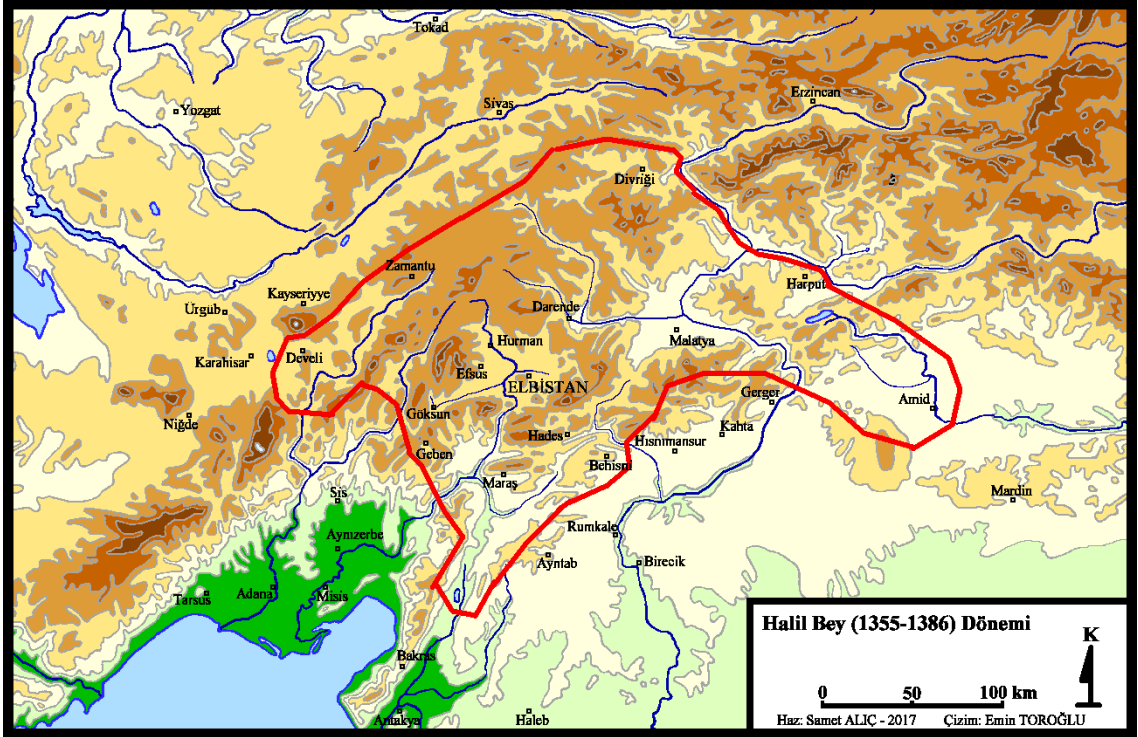 Tokad
Yozgat
Sivas
Erzincan
Divriği
Zamantu
Kayseriyye
Harput
Ürgüb
Darende
Malatya
Hurman
Karahisar
Develi
Efsus
ELBİSTAN
Gerger
Amid
Niğde
Göksun
Kahta
Hades
Hısnımansur
Geben
Behisni
Maraş
Mardin
Sis
Rumkale
Aynızerbe
Ayntab
Birecik
Tarsus
Adana
Misis
Bakras
Antakya
Haleb
Halil Bey (1355-1386) Dönemi
K
0 50 100 km
Haz: Samet ALIÇ - 2017 Çizim: Emin TOROĞLU